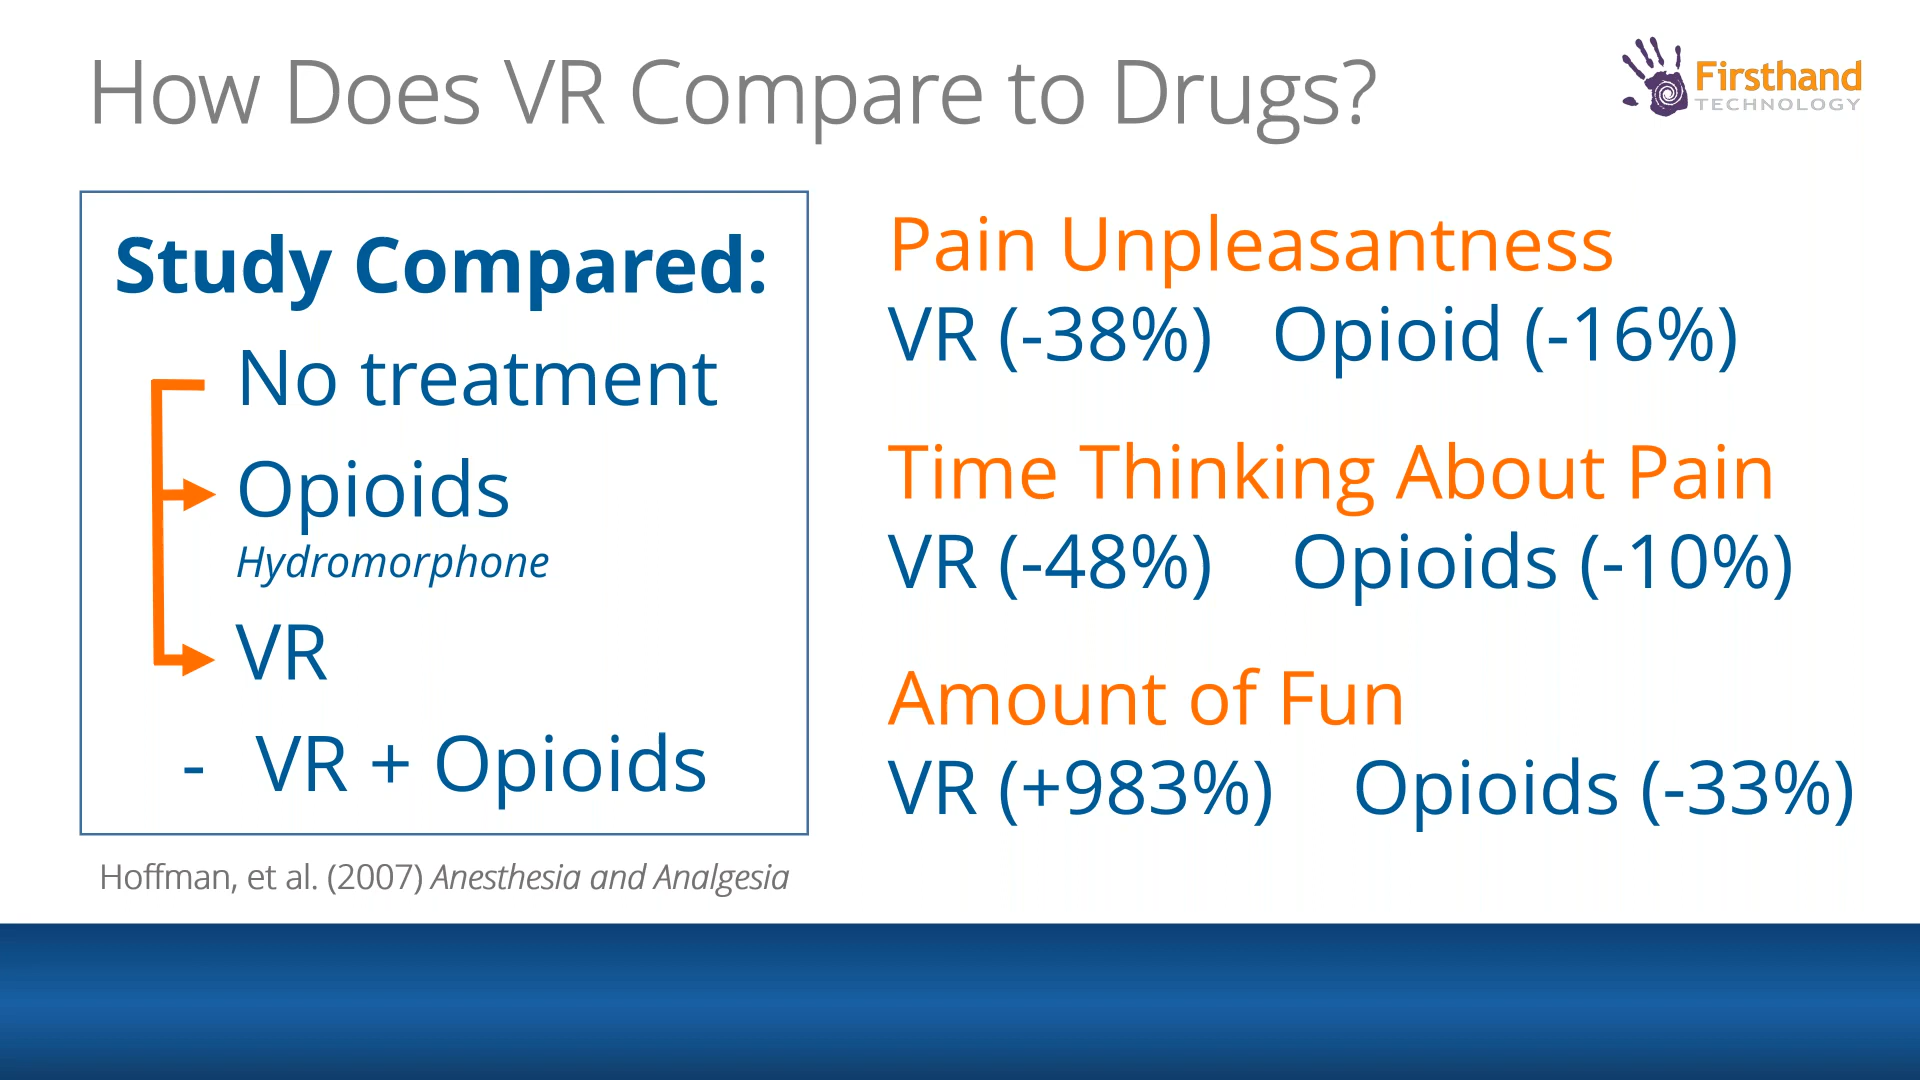 How Does VR Compare to Drugs?
Firsthand
TECHNOLOGY
Study Compared:
No treatment
Opioids
Hydromorphone
VR
- VR + Opioids
Hoffman, et al. (2007) Anesthesia and Analgesia
Pain Unpleasantness
VR (-38%) Opioid (-16%)
Time Thinking About Pain
VR (-48%) Opioids (-10%)
Amount of Fun
VR (+983%) Opioids (-33%)